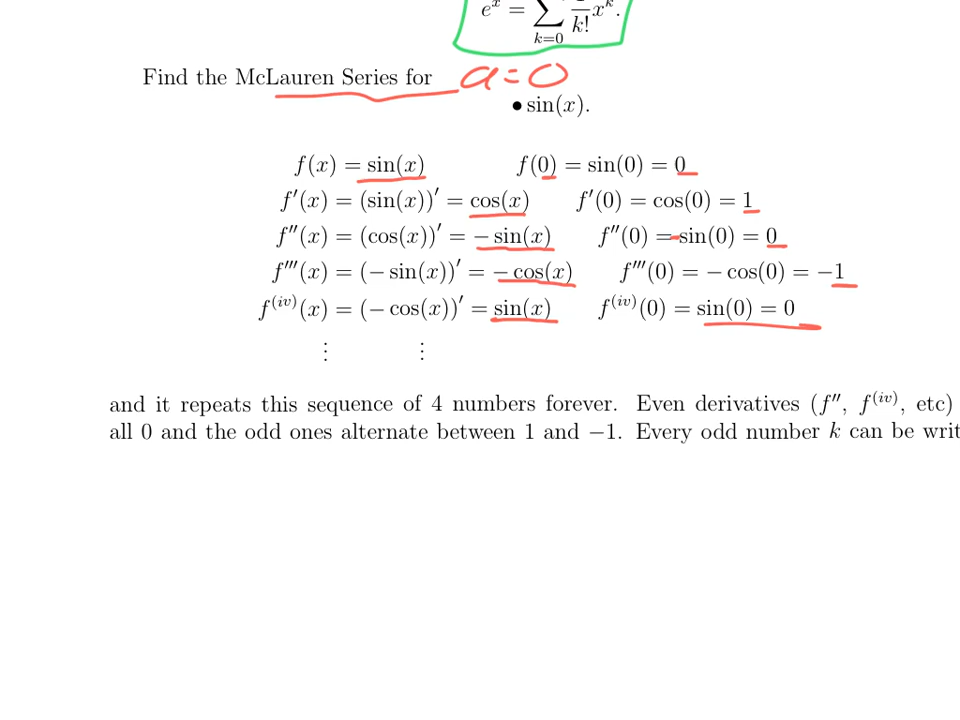 e^x = ∑_{k=0} — x^k.
k!
Find the McLauren Series for a=0
• sin(x).
f(x) = sin(x) f(0) = sin(0) = 0
f′(x) = (sin(x))′ = cos(x) f′(0) = cos(0) = 1
f″(x) = (cos(x))′ = − sin(x) f″(0) = −sin(0) = 0
f‴(x) = (− sin(x))′ = − cos(x) f‴(0) = − cos(0) = −1
f^(iv)(x) = (− cos(x))′ = sin(x) f^(iv)(0) = sin(0) = 0
⋮ ⋮
and it repeats this sequence of 4 numbers forever. Even derivatives (f″, f^(iv), etc)
all 0 and the odd ones alternate between 1 and −1. Every odd number k can be writ